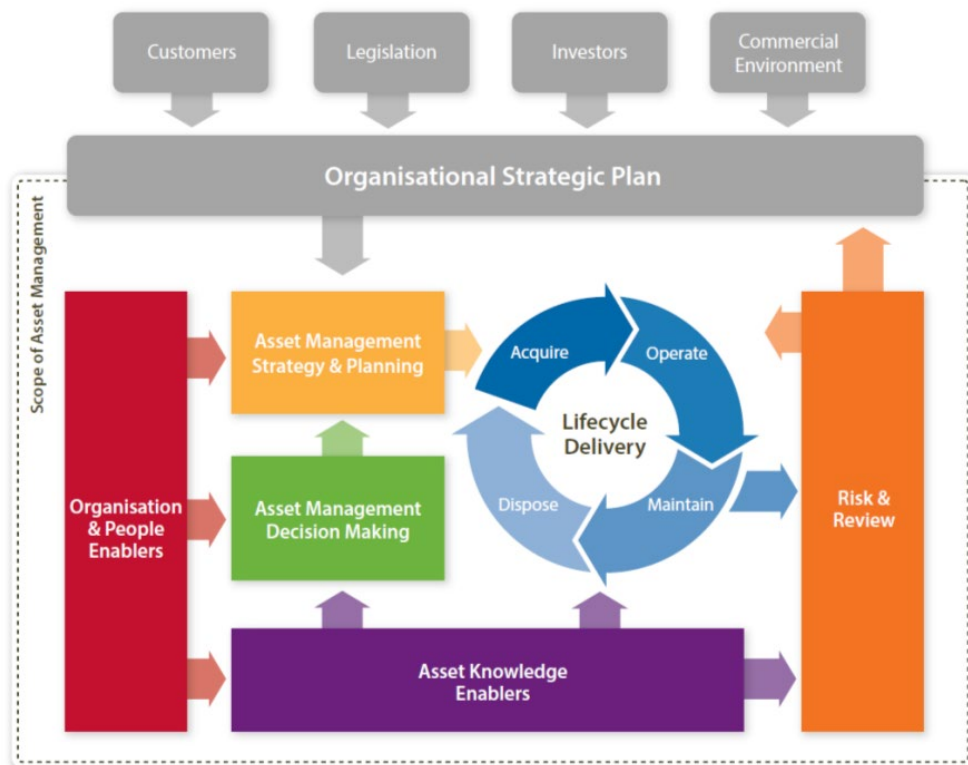 Customers
Legislation
Investors
Commercial
Environment
Organisational Strategic Plan
Scope of Asset Management
Asset Management
Strategy & Planning
Acquire
Operate
Lifecycle
Delivery
Organisation
& People
Enablers
Asset Management
Decision Making
Dispose
Maintain
Risk &
Review
Asset Knowledge
Enablers